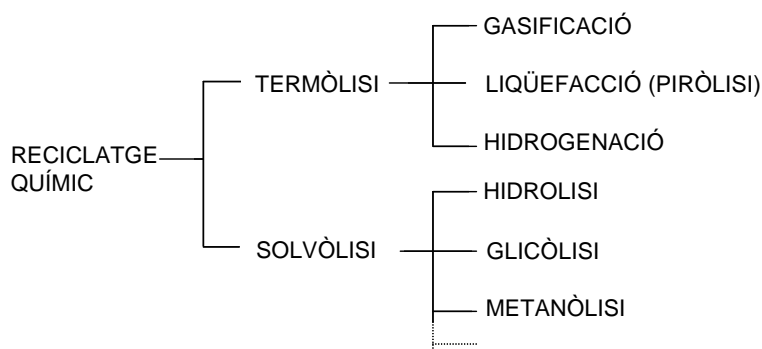 RECICLATGE
QUÍMIC
TERMÒLISI
GASIFICACIÓ
LIQÜEFACCIÓ (PIRÒLISI)
HIDROGENACIÓ
SOLVÒLISI
HIDROLISI
GLICÒLISI
METANÒLISI